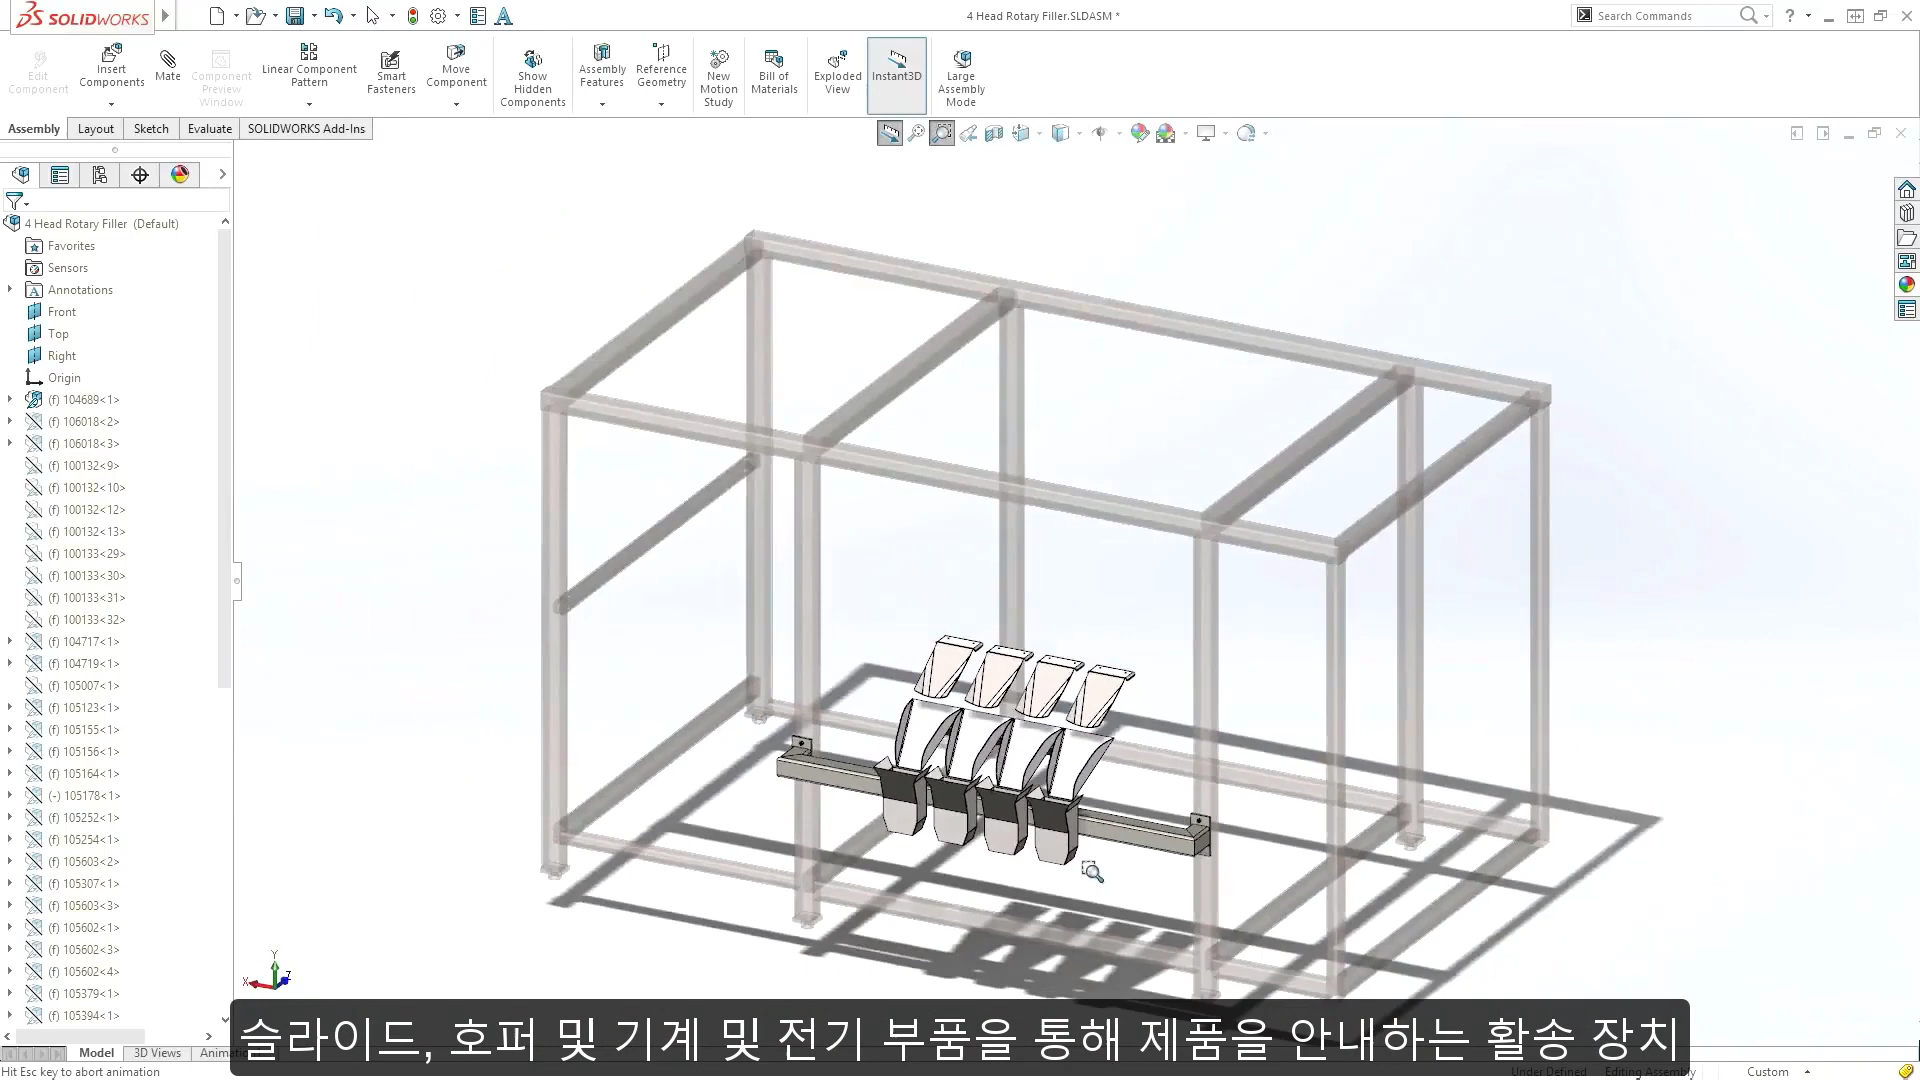 SOLIDWORKS
4 Head Rotary Filler.SLDASM *
Search Commands
Edit Component
Insert Components
Mate
Component Preview Window
Linear Component Pattern
Smart Fasteners
Move Component
Show Hidden Components
Assembly Features
Reference Geometry
New Motion Study
Bill of Materials
Exploded View
Instant3D
Large Assembly Mode
Assembly
Layout
Sketch
Evaluate
SOLIDWORKS Add-Ins
4 Head Rotary Filler (Default)
Favorites
Sensors
Annotations
Front
Top
Right
Origin
(f) 104689<1>
(f) 106018<2>
(f) 106018<3>
(f) 100132<9>
(f) 100132<10>
(f) 100132<12>
(f) 100132<13>
(f) 100133<29>
(f) 100133<30>
(f) 100133<31>
(f) 100133<32>
(f) 104717<1>
(f) 104719<1>
(f) 105007<1>
(f) 105123<1>
(f) 105155<1>
(f) 105156<1>
(f) 105164<1>
(-) 105178<1>
(f) 105252<1>
(f) 105254<1>
(f) 105603<2>
(f) 105307<1>
(f) 105603<3>
(f) 105602<1>
(f) 105602<3>
(f) 105602<4>
(f) 105379<1>
(f) 105394<1>
Y
X
Z
슬라이드, 호퍼 및 기계 및 전기 부품을 통해 제품을 안내하는 활송 장치
Model
3D Views
Hit Esc key to abort animation
Under Defined
Editing Assembly
Custom